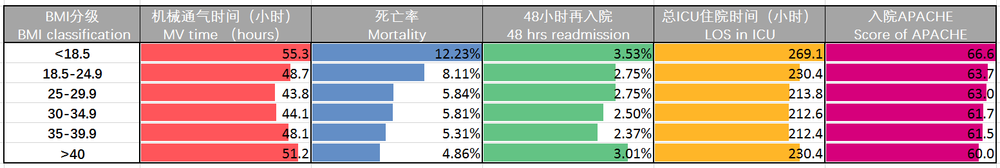 BMI分级 机械通气时间（小时） 死亡率 48小时再入院 总ICU住院时间（小时） 入院APACHE
BMI classification MV time （hours） Mortality 48 hrs readmission LOS in ICU Score of APACHE
<18.5 55.3 12.23% 3.53% 269.1 66.6
18.5-24.9 48.7 8.11% 2.75% 230.4 63.7
25-29.9 43.8 5.84% 2.75% 213.8 63.0
30-34.9 44.1 5.81% 2.50% 212.6 61.7
35-39.9 48.1 5.31% 2.37% 212.4 61.5
>40 51.2 4.86% 3.01% 230.4 60.0